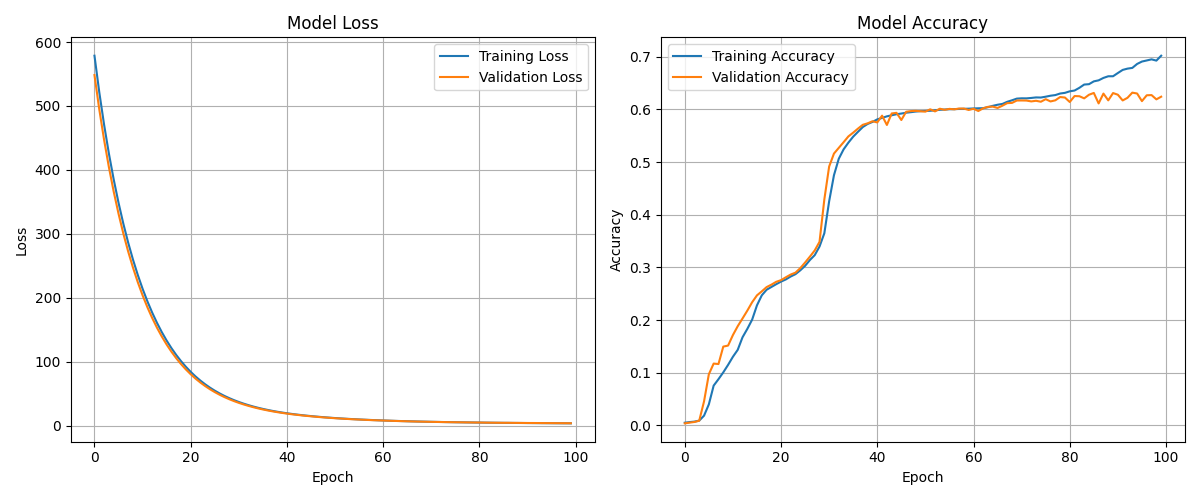 Model Loss
600
500
400
300
200
100
0
Loss
Training Loss
Validation Loss
0 20 40 60 80 100
Epoch
Model Accuracy
0.7
0.6
0.5
0.4
0.3
0.2
0.1
0.0
Accuracy
Training Accuracy
Validation Accuracy
0 20 40 60 80 100
Epoch